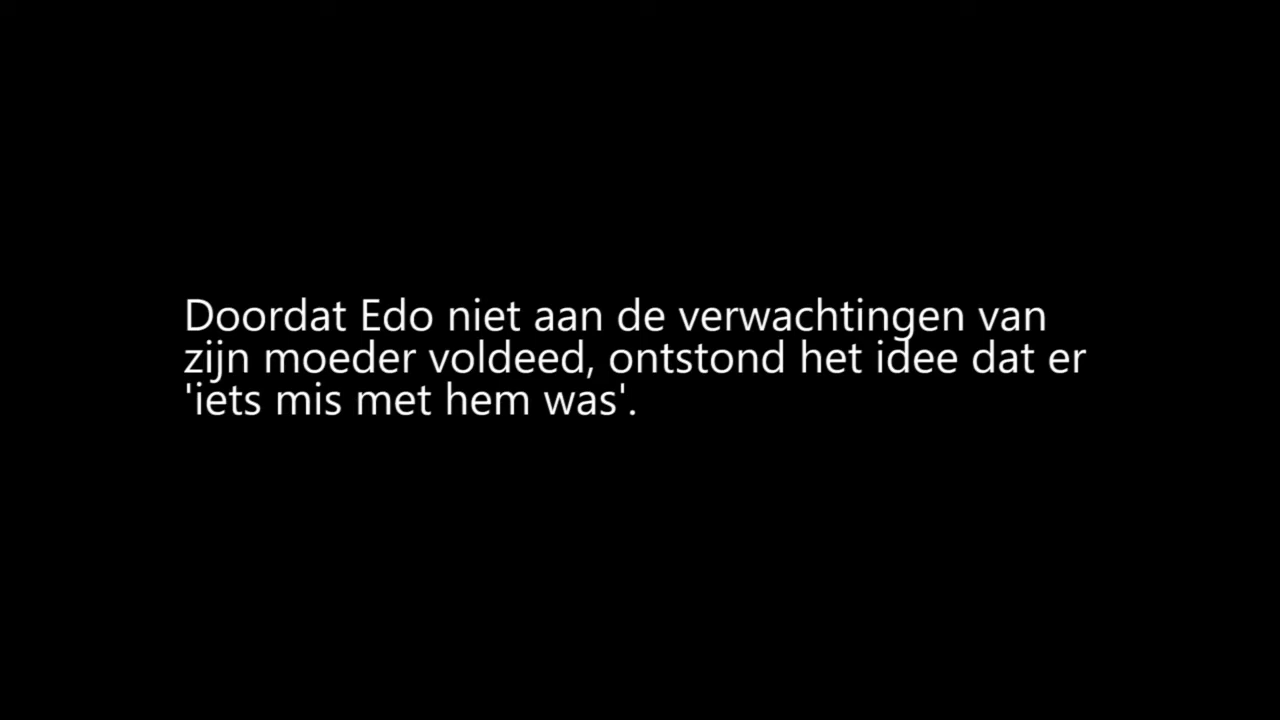 Doordat Edo niet aan de verwachtingen van
zijn moeder voldeed, ontstond het idee dat er
'iets mis met hem was'.